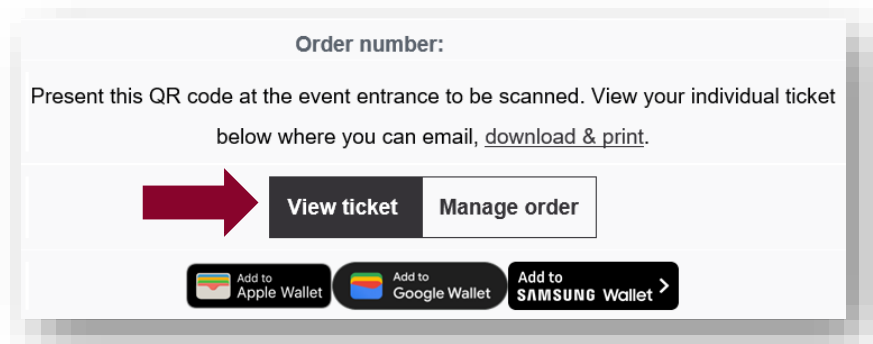 Order number:
Present this QR code at the event entrance to be scanned. View your individual ticket
below where you can email, download & print.
View ticket Manage order
Add to Apple Wallet
Add to Google Wallet
Add to SAMSUNG Wallet